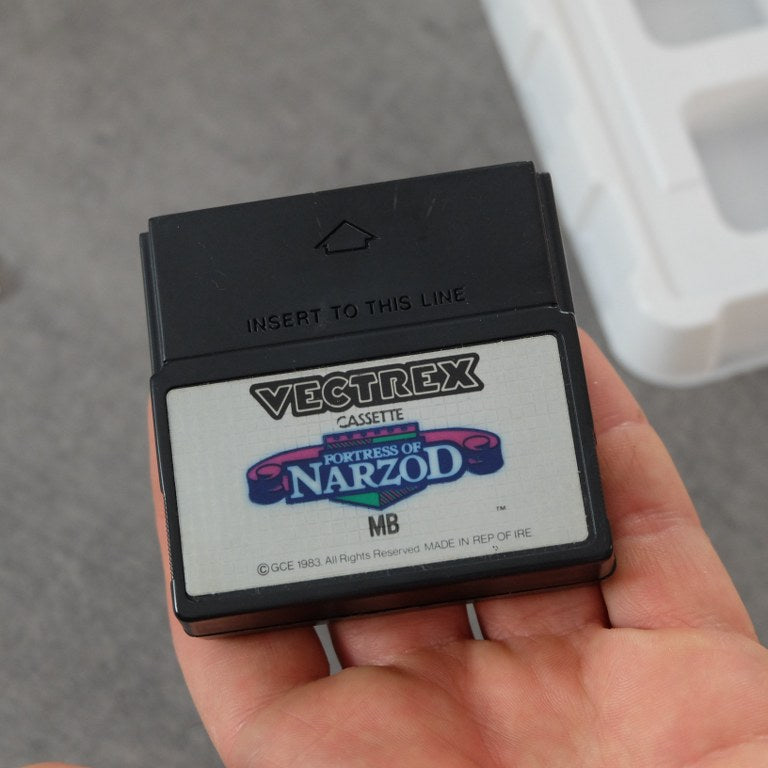 INSERT TO THIS LINE
VECTREX
CASSETTE
FORTRESS OF
NARZOD
MB
™
©GCE 1983. All Rights Reserved. MADE IN REP OF IRE